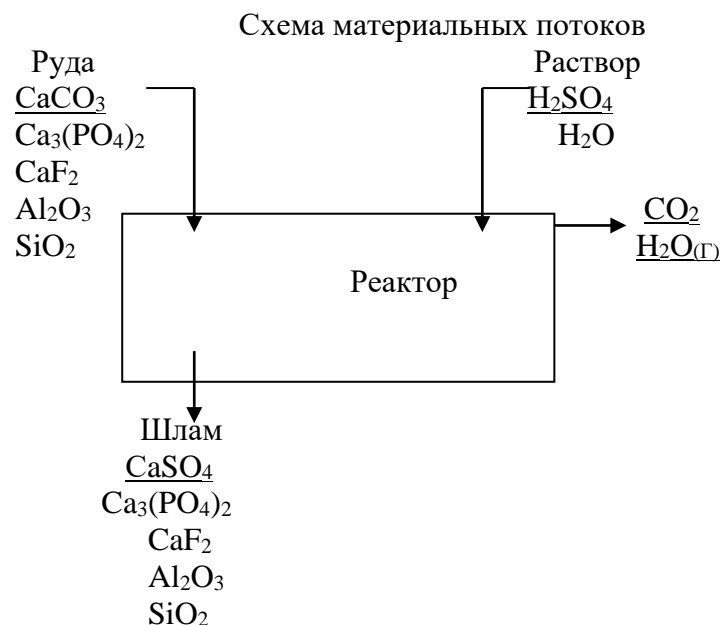 Схема материальных потоков
Руда
CaCO3
Ca3(PO4)2
CaF2
Al2O3
SiO2
Раствор
H2SO4
H2O
CO2
H2O(Г)
Реактор
Шлам
CaSO4
Ca3(PO4)2
CaF2
Al2O3
SiO2